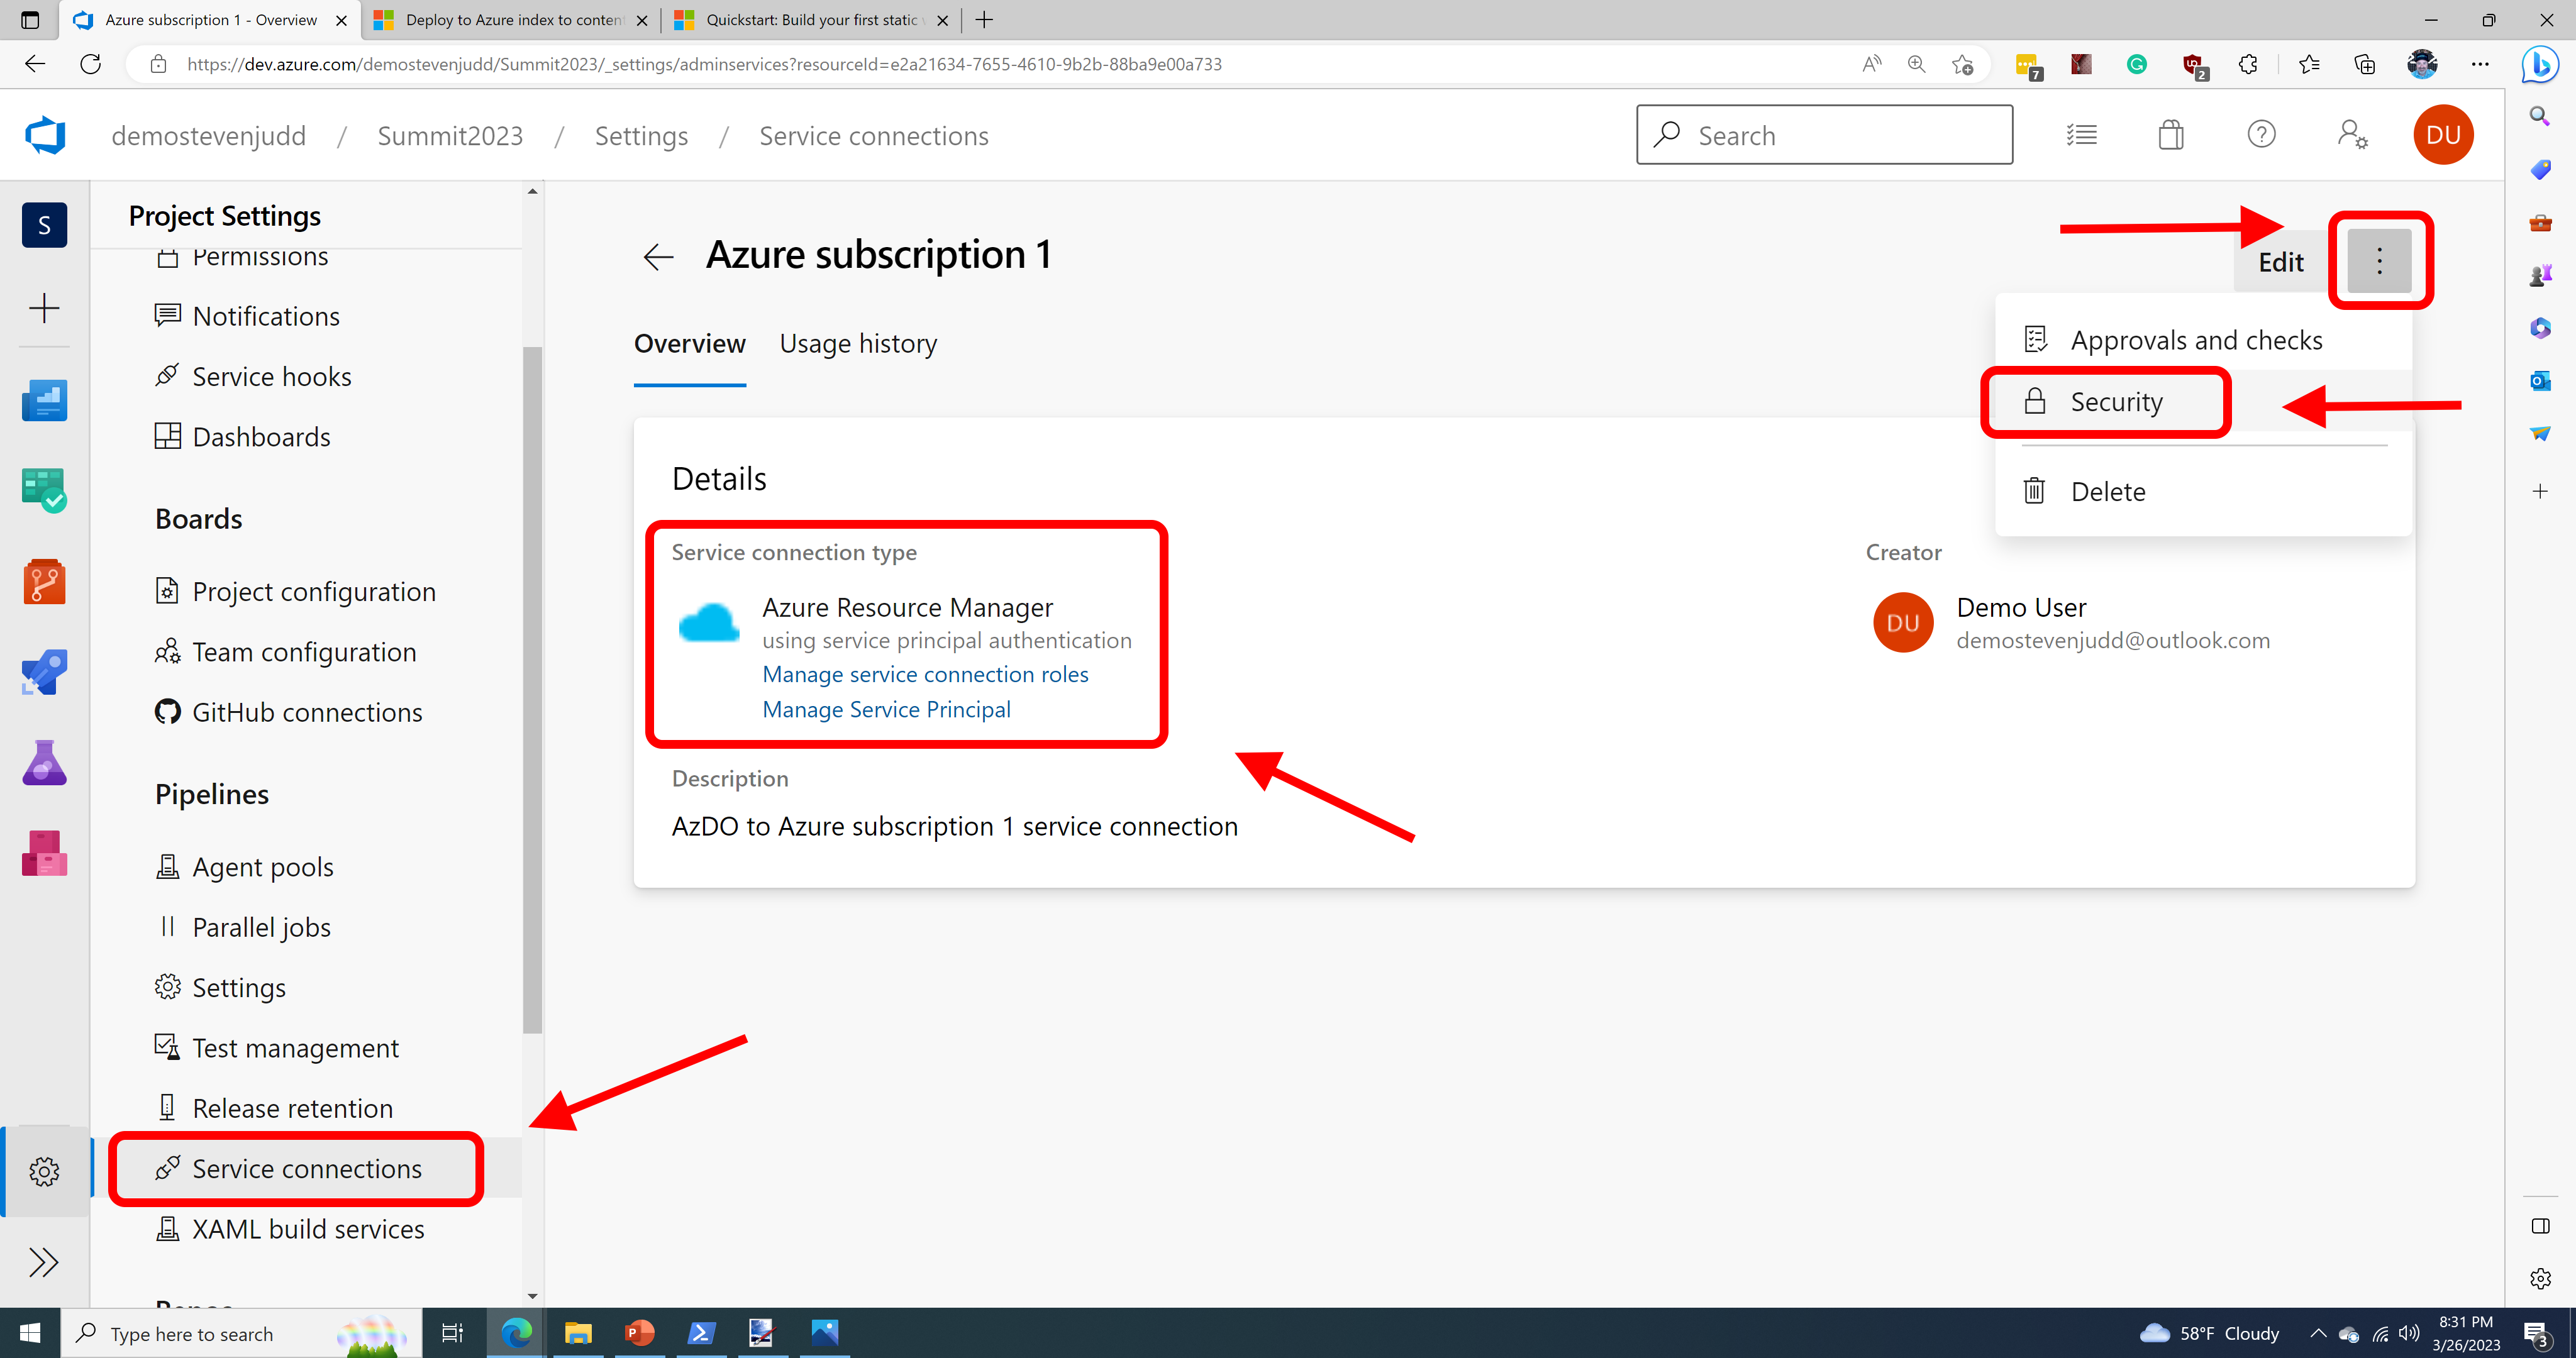 Azure subscription 1 - Overview
Deploy to Azure index to conten
Quickstart: Build your first static
https://dev.azure.com/demostevenjudd/Summit2023/_settings/adminservices?resourceId=e2a21634-7655-4610-9b2b-88ba9e00a733
7
2
demostevenjudd / Summit2023 / Settings / Service connections
Search
DU
S
Project Settings
Permissions
Notifications
Service hooks
Dashboards
Boards
Project configuration
Team configuration
GitHub connections
Pipelines
Agent pools
Parallel jobs
Settings
Test management
Release retention
Service connections
XAML build services
Azure subscription 1
Edit
Overview
Usage history
Approvals and checks
Security
Delete
Details
Service connection type
Azure Resource Manager
using service principal authentication
Manage service connection roles
Manage Service Principal
Creator
DU
Demo User
demostevenjudd@outlook.com
Description
AzDO to Azure subscription 1 service connection
Type here to search
58°F Cloudy
8:31 PM
3/26/2023
3